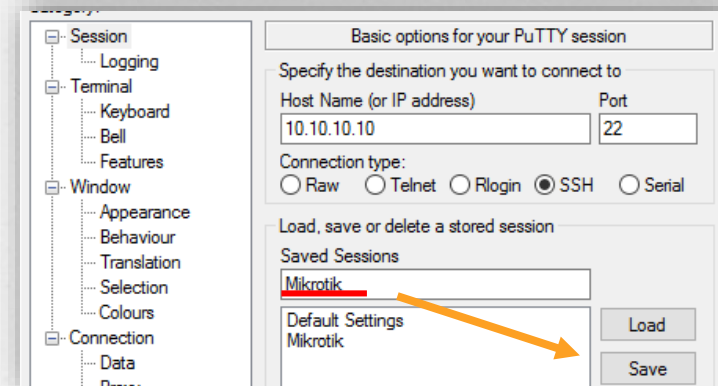 Category:
Session
Logging
Terminal
Keyboard
Bell
Features
Window
Appearance
Behaviour
Translation
Selection
Colours
Connection
Data
Proxy
Basic options for your PuTTY session
Specify the destination you want to connect to
Host Name (or IP address) Port
10.10.10.10 22
Connection type:
Raw Telnet Rlogin SSH Serial
Load, save or delete a stored session
Saved Sessions
Mikrotik
Default Settings
Mikrotik
Load
Save